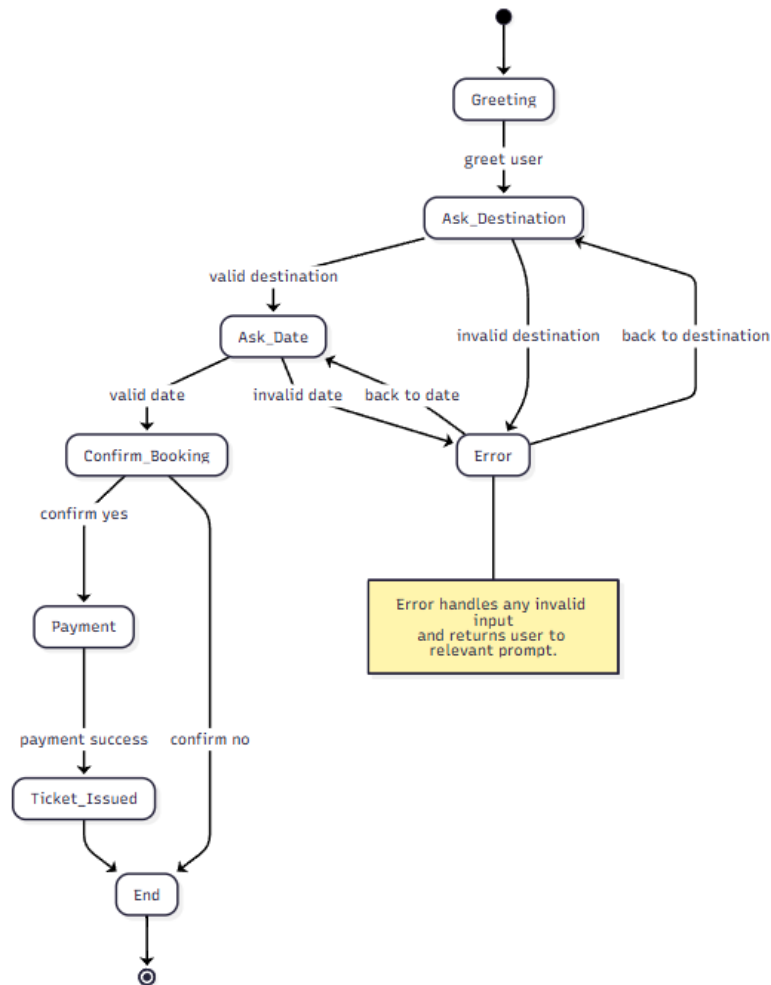 Greeting
greet user
Ask_Destination
valid destination
invalid destination
back to destination
Ask_Date
valid date
invalid date
back to date
Confirm_Booking
Error
confirm yes
Error handles any invalid
input
and returns user to
relevant prompt.
Payment
payment success
confirm no
Ticket_Issued
End